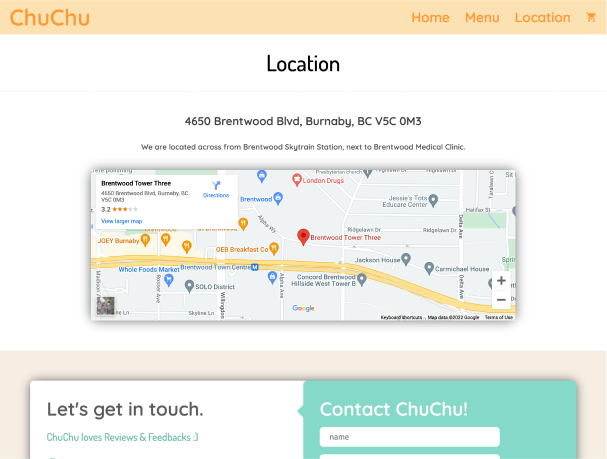 ChuChu
Home Menu Location
Location
4650 Brentwood Blvd, Burnaby, BC V5C 0M3
We are located across from Brentwood Skytrain Station, next to Brentwood Medical Clinic.
Brentwood Tower Three
4650 Brentwood Blvd, Burnaby, BC
V5C 0M3
Directions
3.2
View larger map
Presbyterian church
London Drugs
Brentwood
Jessie's Tots
Educare Center
Halifax St
Alpha Wy
Delta Ave
Ridgelawn Dr
Ridgelawn Dr
Brentwood Tower Three
JOEY Burnaby
OEB Breakfast Co
Jackson House
Whole Foods Market
Brentwood Town Centre
Carmichael House
Concord Brentwood
Hillside West Tower B
SOLO District
Alpha Ave
Rosser Ave
Willingdon
Delta Ave
Skyline Ln
Google
Keyboard shortcuts
Map data ©2022 Google
Terms of Use
Let's get in touch.
ChuChu loves Reviews & Feedbacks :)
Contact ChuChu!
name